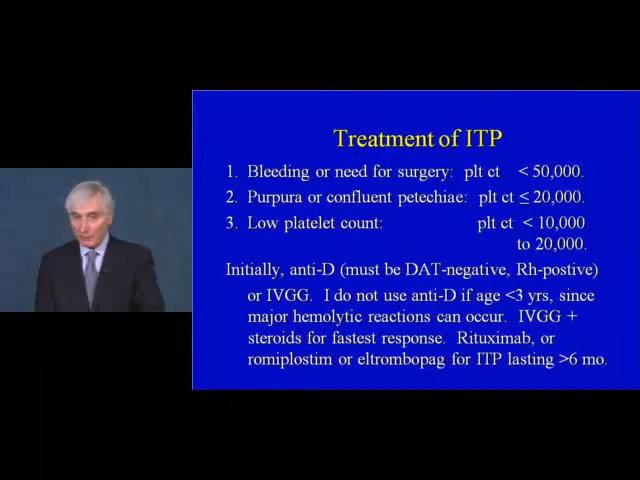 Treatment of ITP
1. Bleeding or need for surgery: plt ct < 50,000.
2. Purpura or confluent petechiae: plt ct ≤ 20,000.
3. Low platelet count: plt ct < 10,000
to 20,000.
Initially, anti-D (must be DAT-negative, Rh-postive)
or IVGG. I do not use anti-D if age <3 yrs, since
major hemolytic reactions can occur. IVGG +
steroids for fastest response. Rituximab, or
romiplostim or eltrombopag for ITP lasting >6 mo.